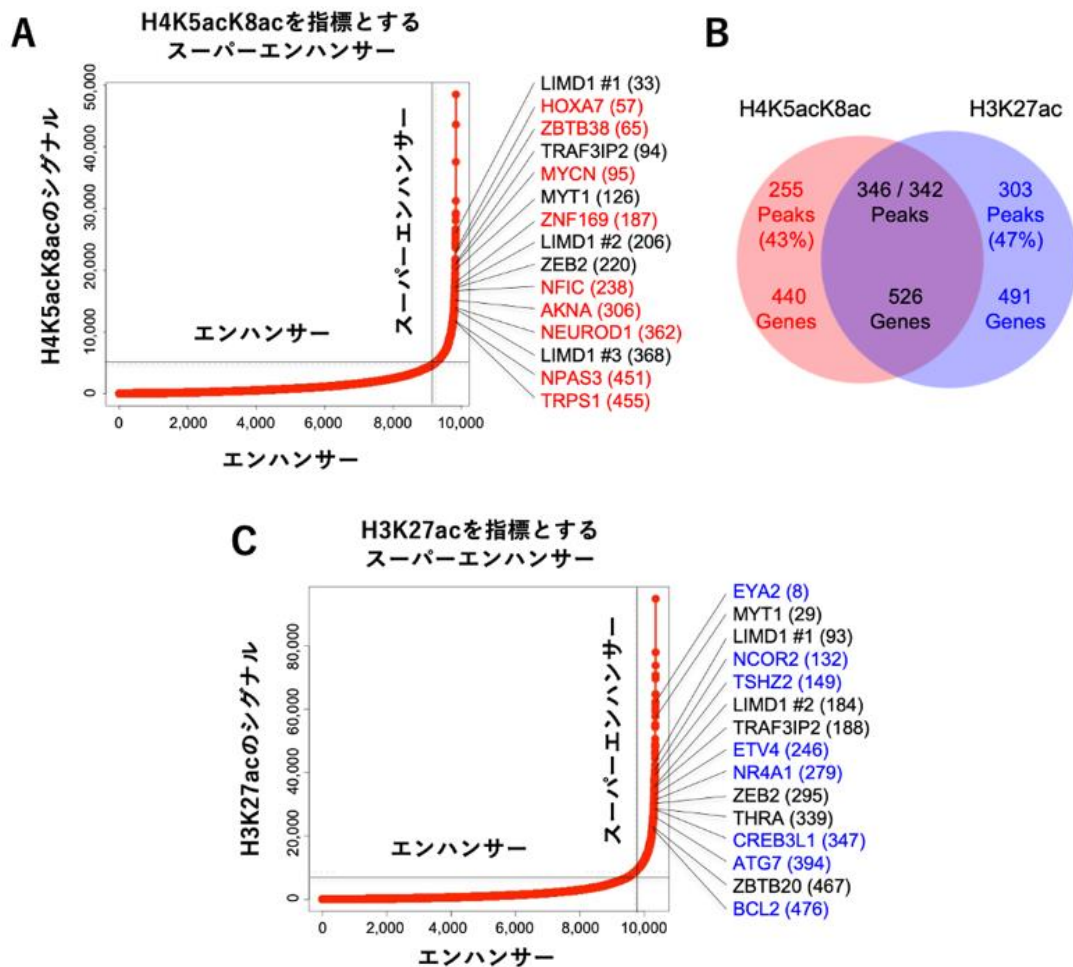 A
H4K5acK8acを指標とする
スーパーエンハンサー
H4K5acK8acのシグナル
50,000
40,000
30,000
20,000
10,000
0
エンハンサー
スーパーエンハンサー
0
2,000
4,000
6,000
8,000
10,000
エンハンサー
LIMD1 #1 (33)
HOXA7 (57)
ZBTB38 (65)
TRAF3IP2 (94)
MYCN (95)
MYT1 (126)
ZNF169 (187)
LIMD1 #2 (206)
ZEB2 (220)
NFIC (238)
AKNA (306)
NEUROD1 (362)
LIMD1 #3 (368)
NPAS3 (451)
TRPS1 (455)
B
H4K5acK8ac
H3K27ac
255
Peaks
(43%)
346 / 342
Peaks
303
Peaks
(47%)
440
Genes
526
Genes
491
Genes
C
H3K27acを指標とする
スーパーエンハンサー
H3K27acのシグナル
80,000
60,000
40,000
20,000
0
エンハンサー
スーパーエンハンサー
0
2,000
4,000
6,000
8,000
10,000
エンハンサー
EYA2 (8)
MYT1 (29)
LIMD1 #1 (93)
NCOR2 (132)
TSHZ2 (149)
LIMD1 #2 (184)
TRAF3IP2 (188)
ETV4 (246)
NR4A1 (279)
ZEB2 (295)
THRA (339)
CREB3L1 (347)
ATG7 (394)
ZBTB20 (467)
BCL2 (476)